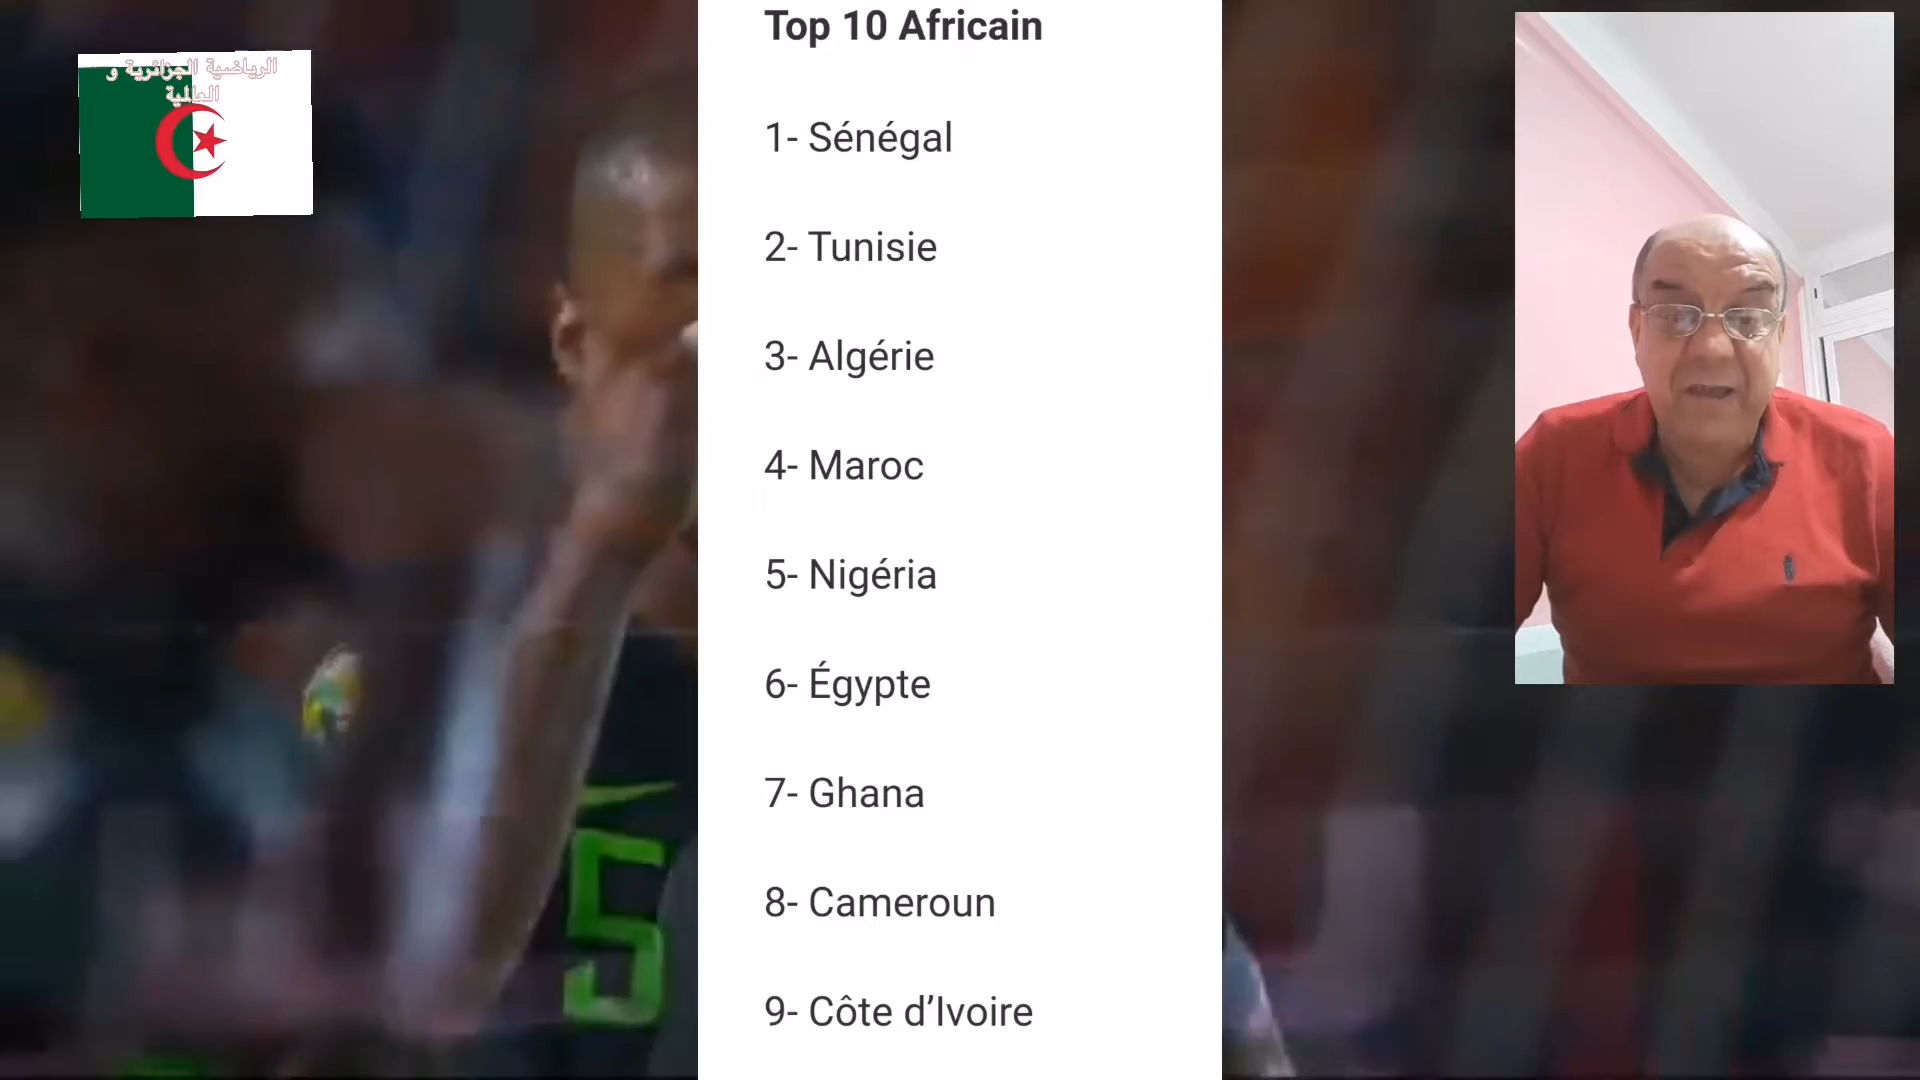 الرياضية الجزائرية و
العالمية
Top 10 Africain
1- Sénégal
2- Tunisie
3- Algérie
4- Maroc
5- Nigéria
6- Égypte
7- Ghana
8- Cameroun
9- Côte d’Ivoire
5